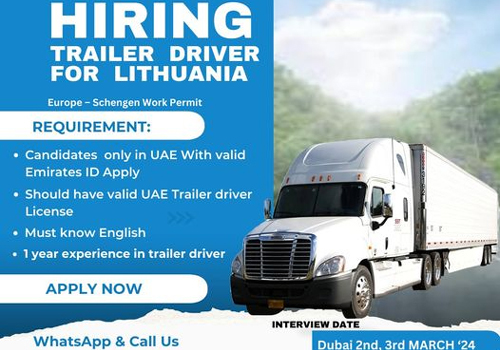 HIRING
TRAILER DRIVER
FOR LITHUANIA
Europe – Schengen Work Permit
REQUIREMENT:
• Candidates only in UAE With valid
Emirates ID Apply
• Should have valid UAE Trailer driver
License
• Must know English
• 1 year experience in trailer driver
APPLY NOW
INTERVIEW DATE
WhatsApp & Call Us
Dubai 2nd, 3rd MARCH ‘24